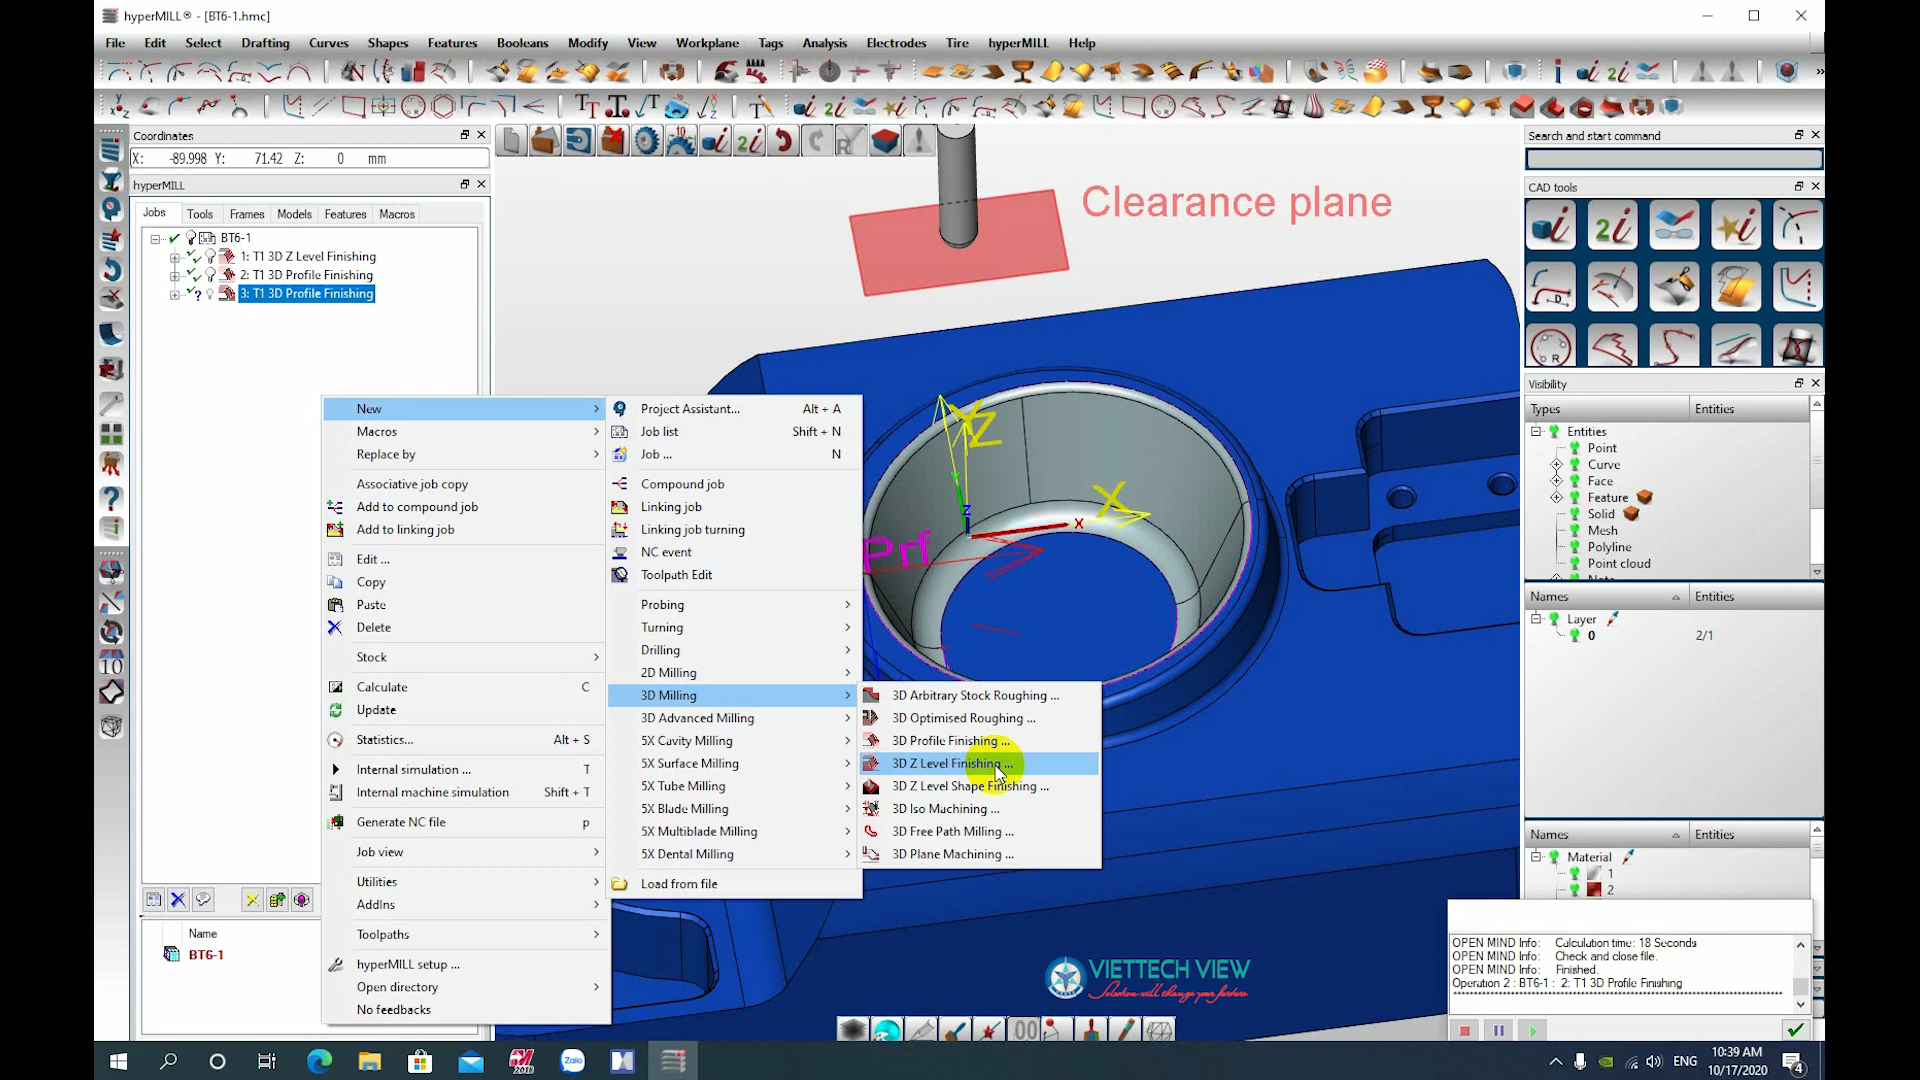 hyperMILL® - [BT6-1.hmc]
File Edit Select Drafting Curves Shapes Features Booleans Modify View Workplane Tags Analysis Electrodes Tire hyperMILL Help
Coordinates
X: -89.998 Y: 71.42 Z: 0 mm
hyperMILL
Jobs Tools Frames Models Features Macros
BT6-1
1: T1 3D Z Level Finishing
2: T1 3D Profile Finishing
3: T1 3D Profile Finishing
New
Macros
Replace by
Associative job copy
Add to compound job
Add to linking job
Edit ...
Copy
Paste
Delete
Stock
Calculate C
Update
Statistics... Alt + S
Internal simulation ... T
Internal machine simulation Shift + T
Generate NC file p
Job view
Utilities
AddIns
Toolpaths
hyperMILL setup ...
Open directory
No feedbacks
Project Assistant... Alt + A
Job list Shift + N
Job ... N
Compound job
Linking job
Linking job turning
NC event
Toolpath Edit
Probing
Turning
Drilling
2D Milling
3D Milling
3D Advanced Milling
5X Cavity Milling
5X Surface Milling
5X Tube Milling
5X Blade Milling
5X Multiblade Milling
5X Dental Milling
Load from file
3D Arbitrary Stock Roughing ...
3D Optimised Roughing ...
3D Profile Finishing ...
3D Z Level Finishing ...
3D Z Level Shape Finishing ...
3D Iso Machining ...
3D Free Path Milling ...
3D Plane Machining ...
Name
BT6-1
Clearance plane
Z
X
Z
X
Prf
VIETTECH VIEW
Solution will change your future
Search and start command
CAD tools
Visibility
Types Entities
Entities
Point
Curve
Face
Feature
Solid
Mesh
Polyline
Point cloud
Names Entities
Layer
0 2/1
Names Entities
Material
1
2
OPEN MIND Info: Calculation time: 18 Seconds
OPEN MIND Info: Check and close file.
OPEN MIND Info: Finished.
Operation 2 : BT6-1 : 2: T1 3D Profile Finishing
2018
Zalo
ENG
10:39 AM
10/17/2020
4